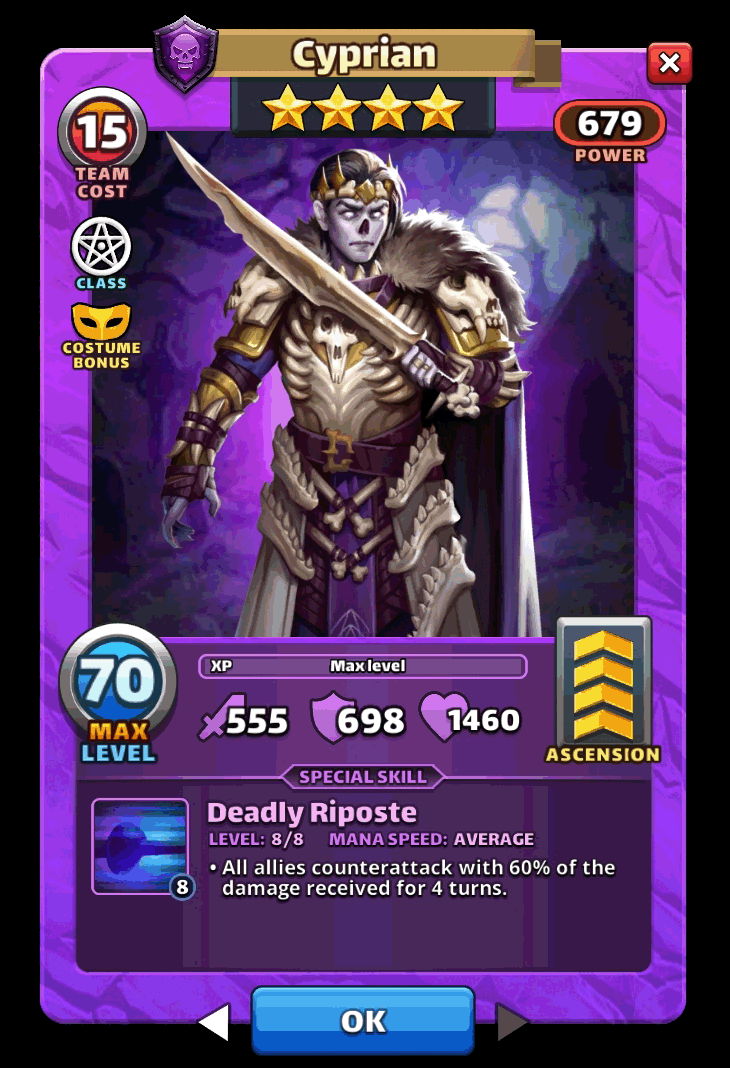 Cyprian
15
TEAM
COST
679
POWER
CLASS
COSTUME
BONUS
70
MAX
LEVEL
XP Max level
555 698 1460
ASCENSION
SPECIAL SKILL
Deadly Riposte
LEVEL: 8/8 MANA SPEED: AVERAGE
8
• All allies counterattack with 60% of the
damage received for 4 turns.
OK